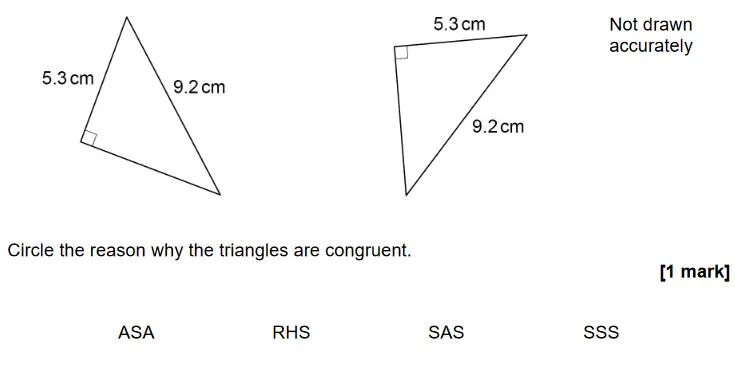 5.3 cm
9.2 cm
5.3 cm
9.2 cm
Not drawn
accurately
Circle the reason why the triangles are congruent.
[1 mark]
ASA RHS SAS SSS